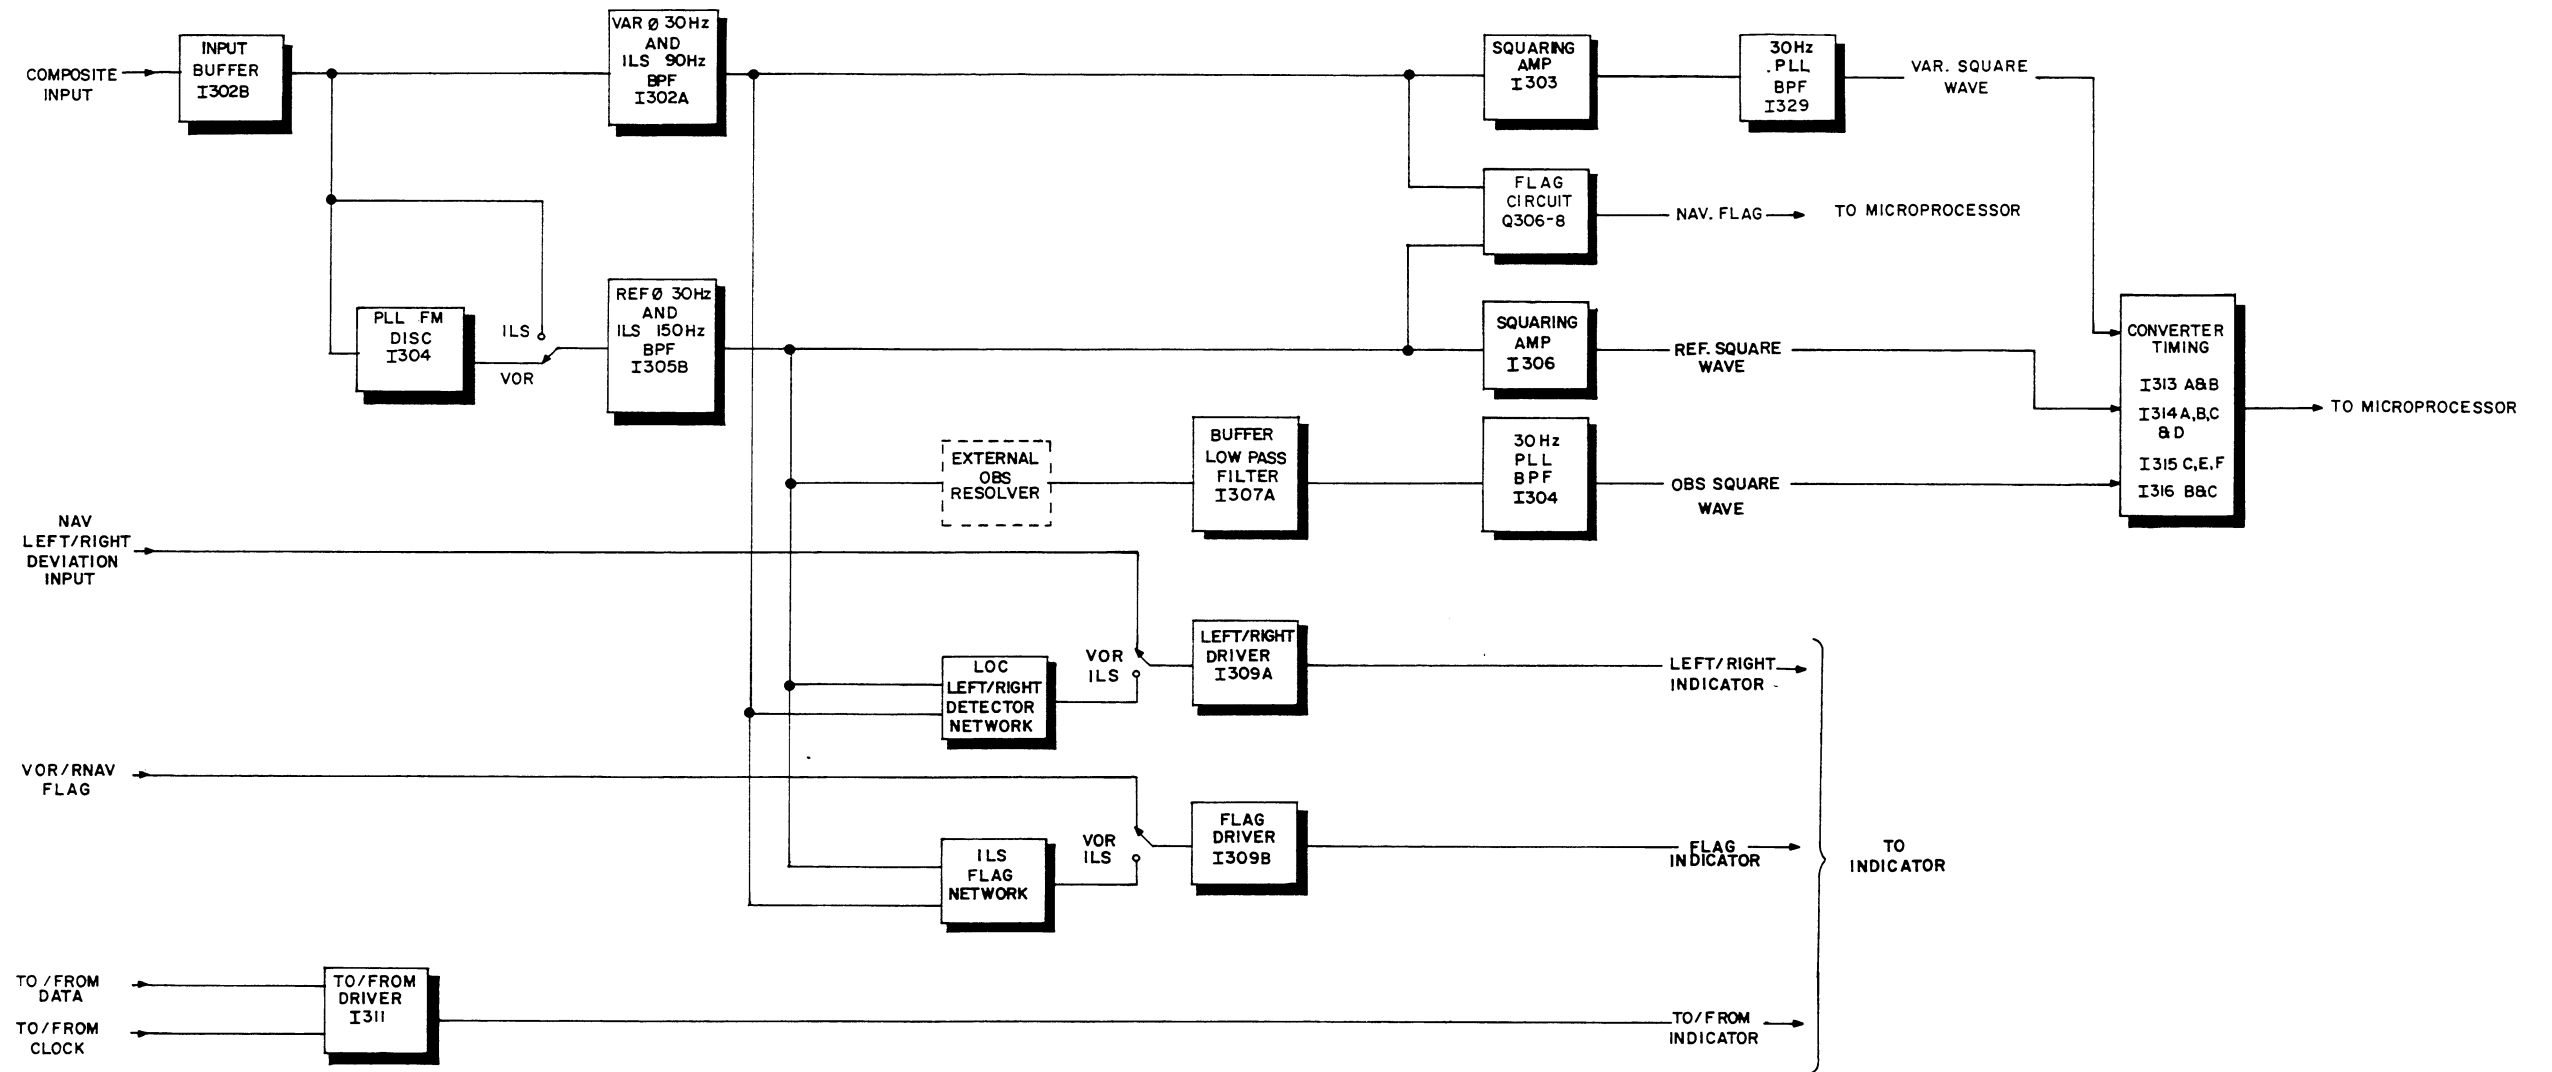 COMPOSITE
INPUT
INPUT
BUFFER
I302B
VAR Ø 30Hz
AND
ILS 90Hz
BPF
I302A
SQUARING
AMP
I303
30Hz
.PLL
BPF
I329
VAR. SQUARE
WAVE
FLAG
CIRCUIT
Q306-8
NAV. FLAG
TO MICROPROCESSOR
PLL FM
DISC
I304
ILS
VOR
REF Ø 30Hz
AND
ILS 150Hz
BPF
I305B
SQUARING
AMP
I306
REF. SQUARE
WAVE
CONVERTER
TIMING
I313 A&B
I314A,B,C
&D
I315 C,E,F
I316 B&C
TO MICROPROCESSOR
EXTERNAL
OBS
RESOLVER
BUFFER
LOW PASS
FILTER
I307A
30Hz
PLL
BPF
I304
OBS SQUARE
WAVE
NAV
LEFT/RIGHT
DEVIATION
INPUT
LOC
LEFT/RIGHT
DETECTOR
NETWORK
VOR
ILS
LEFT/RIGHT
DRIVER
I309A
LEFT/RIGHT
INDICATOR
VOR/RNAV
FLAG
ILS
FLAG
NETWORK
VOR
ILS
FLAG
DRIVER
I309B
FLAG
INDICATOR
TO
INDICATOR
TO/FROM
DATA
TO/FROM
CLOCK
TO/FROM
DRIVER
I311
TO/FROM
INDICATOR